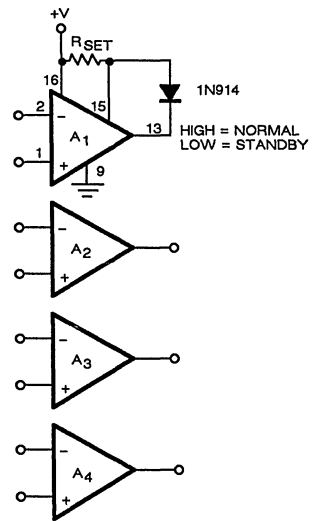 +V
RSET
16
15
1N914
2
−
A1
13
HIGH = NORMAL
LOW = STANDBY
1
+
9
−
A2
+
−
A3
+
−
A4
+